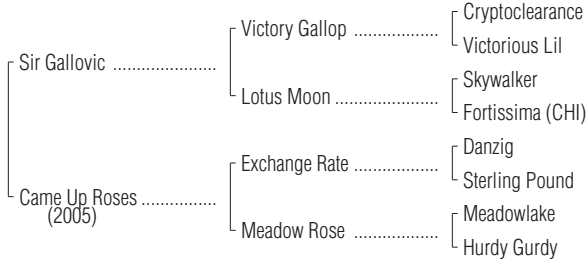 Cryptoclearance
Victory Gallop ..................
Victorious Lil
Sir Gallovic ......................
Skywalker
Lotus Moon ......................
Fortissima (CHI)
Danzig
Exchange Rate ..................
Sterling Pound
Came Up Roses ................
(2005)
Meadowlake
Meadow Rose ..................
Hurdy Gurdy